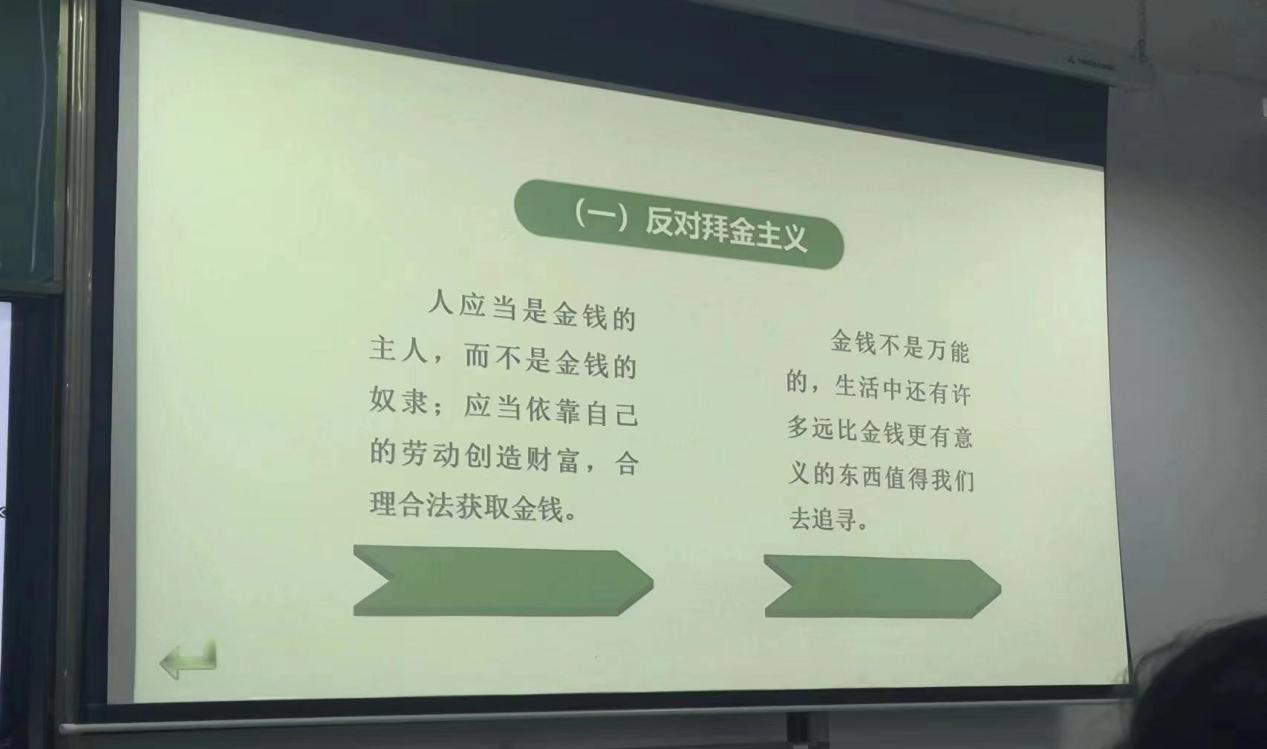 （一）反对拜金主义
人应当是金钱的
主人，而不是金钱的
奴隶；应当依靠自己
的劳动创造财富，合
理合法获取金钱。
金钱不是万能
的，生活中还有许
多远比金钱更有意
义的东西值得我们
去追寻。